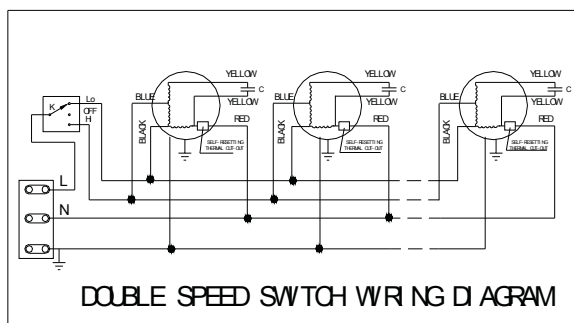 YELLOW
C
YELLOW
BLUE
BLACK
RED
SELF-RESETTING
THERMAL CUT-OUT
YELLOW
C
YELLOW
BLUE
BLACK
RED
SELF-RESETTING
THERMAL CUT-OUT
YELLOW
C
YELLOW
BLUE
BLACK
RED
SELF-RESETTING
THERMAL CUT-OUT
K
Lo
OFF
H
L
N
DOUBLE SPEED SWITCH WIRING DIAGRAM